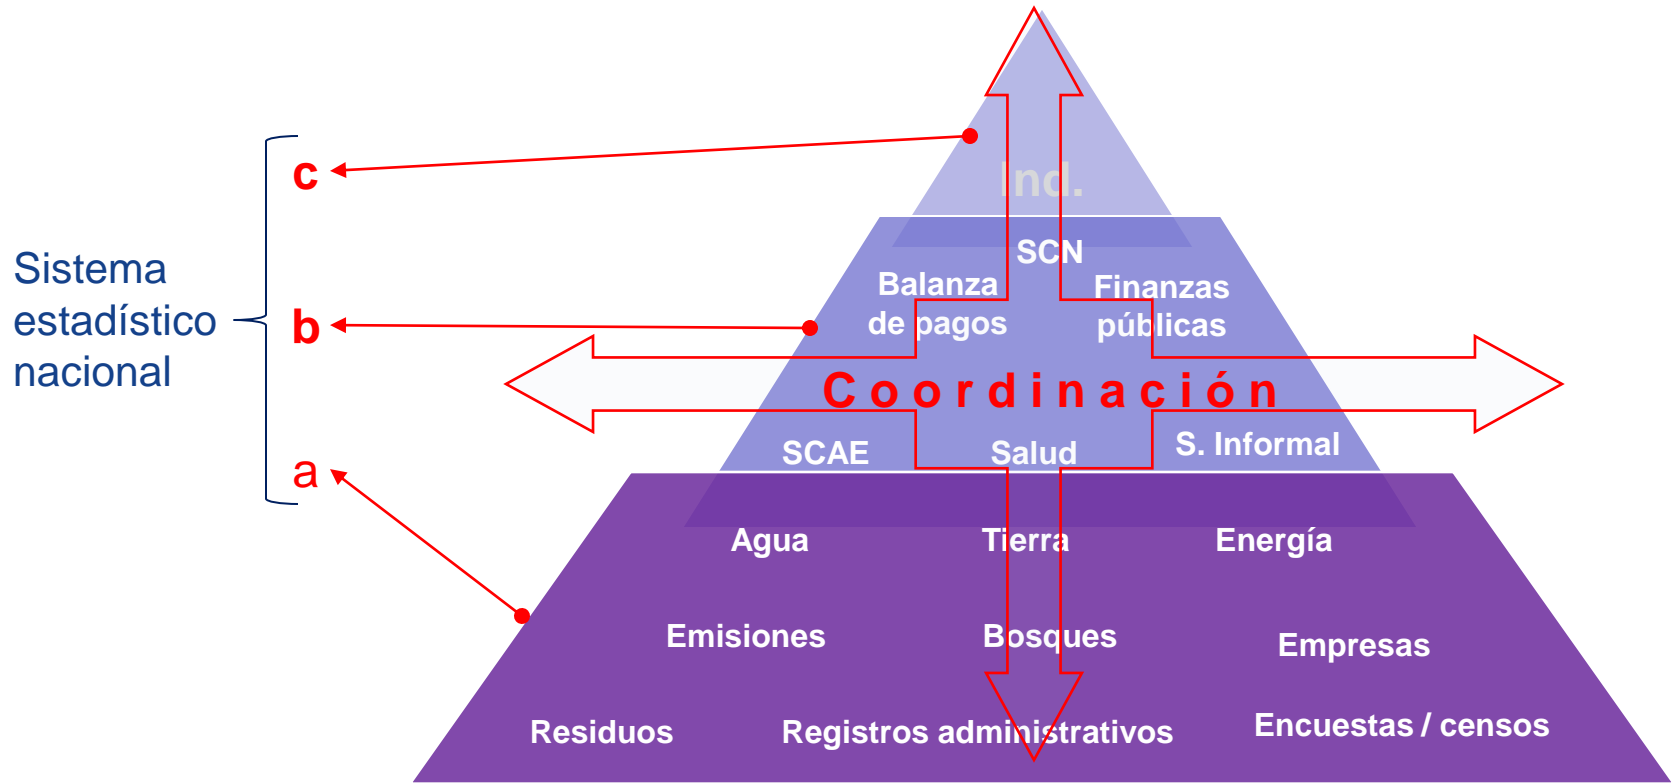 Sistema
estadístico
nacional
c
b
a
Ind.
SCN
Balanza
de pagos
Finanzas
públicas
Coordinación
SCAE
Salud
S. Informal
Agua
Tierra
Energía
Emisiones
Bosques
Empresas
Residuos
Registros administrativos
Encuestas / censos